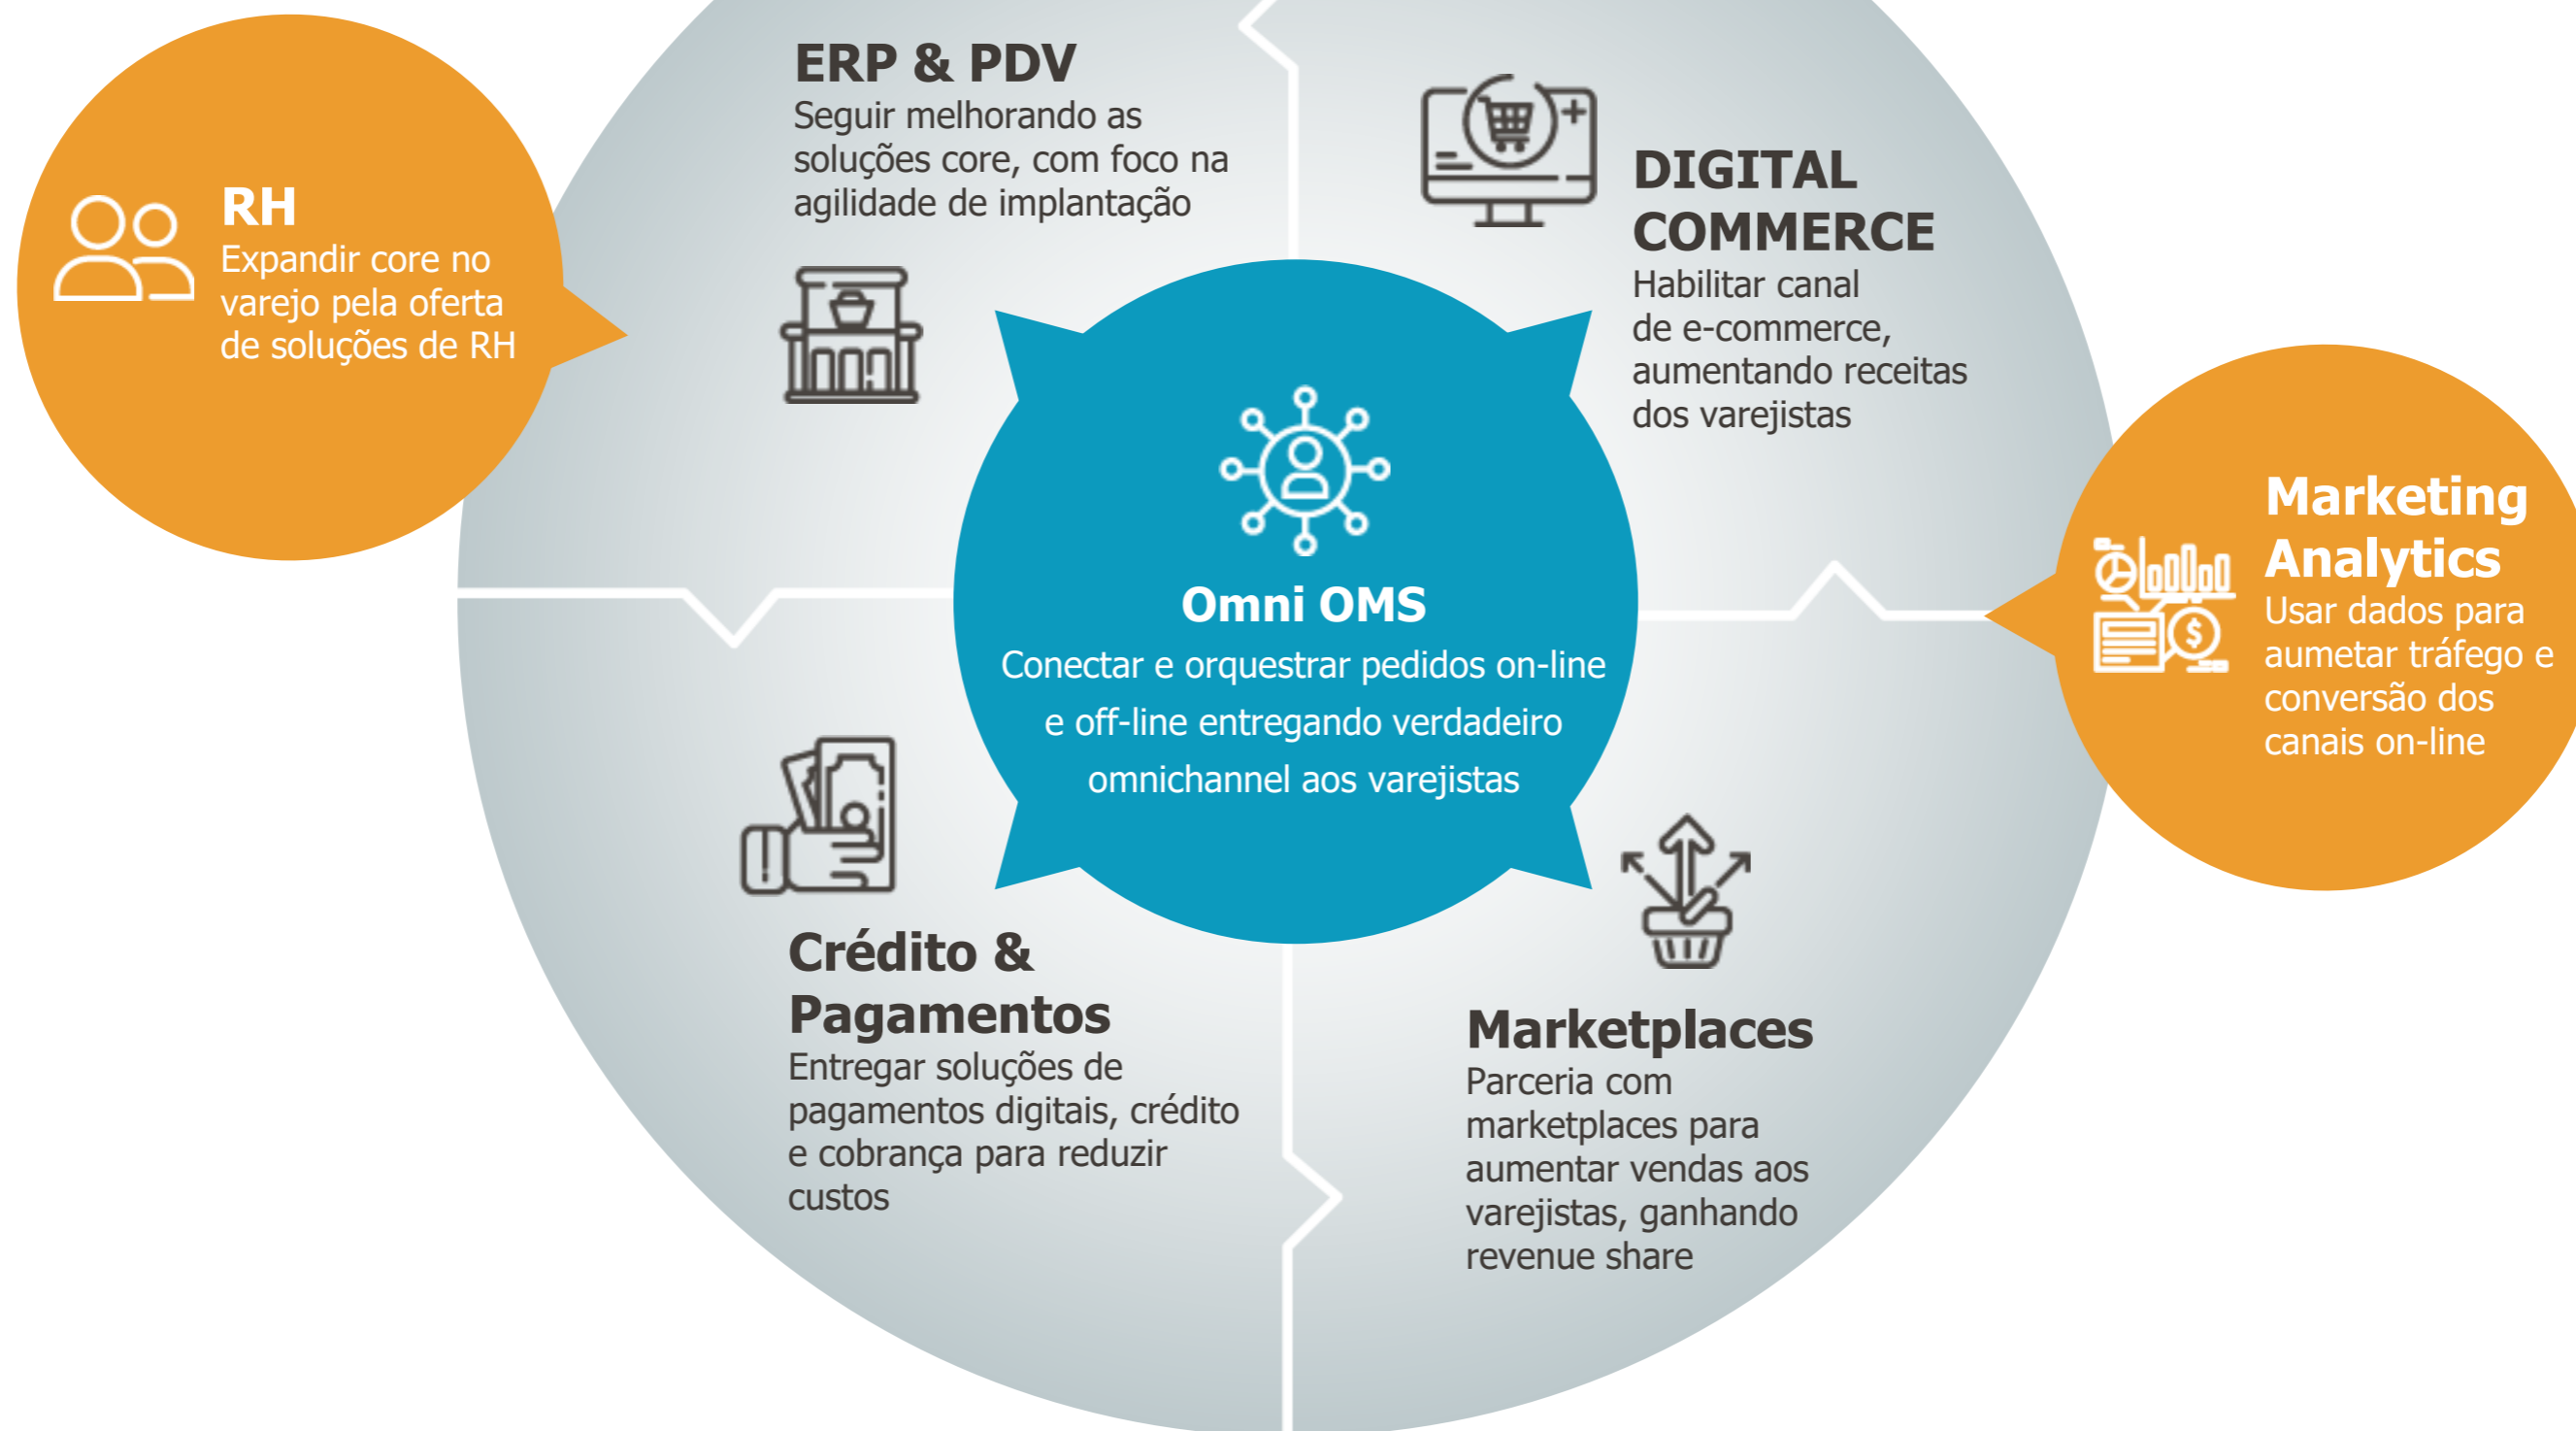 RH
Expandir core no
varejo pela oferta
de soluções de RH
ERP & PDV
Seguir melhorando as
soluções core, com foco na
agilidade de implantação
DIGITAL
COMMERCE
Habilitar canal
de e-commerce,
aumentando receitas
dos varejistas
Omni OMS
Conectar e orquestrar pedidos on-line
e off-line entregando verdadeiro
omnichannel aos varejistas
Marketing
Analytics
Usar dados para
aumetar tráfego e
conversão dos
canais on-line
Crédito &
Pagamentos
Entregar soluções de
pagamentos digitais, crédito
e cobrança para reduzir
custos
Marketplaces
Parceria com
marketplaces para
aumentar vendas aos
varejistas, ganhando
revenue share